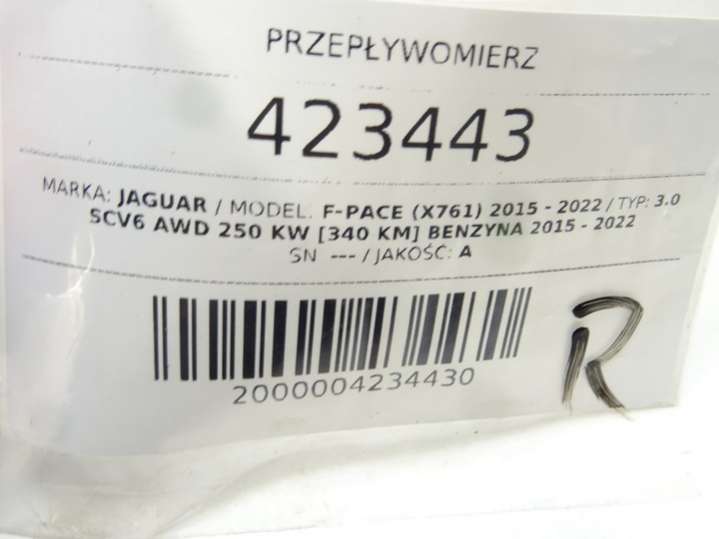 PRZEPŁYWOMIERZ
423443
MARKA: JAGUAR / MODEL: F-PACE (X761) 2015 - 2022 / TYP: 3.0
SCV6 AWD 250 KW [340 KM] BENZYNA 2015 - 2022
SN --- / JAKOŚĆ: A
2000004234430
R